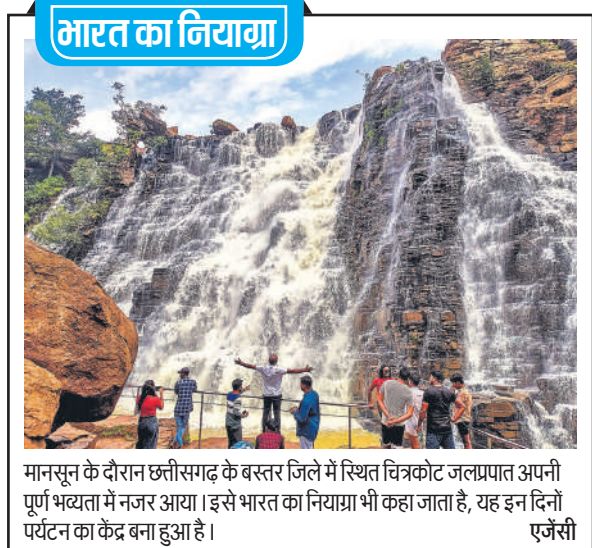 भारत का नियाग्रा
मानसून के दौरान छत्तीसगढ़ के बस्तर जिले में स्थित चित्रकोट जलप्रपात अपनी
पूर्ण भव्यता में नजर आया। इसे भारत का नियाग्रा भी कहा जाता है, यह इन दिनों
पर्यटन का केंद्र बना हुआ है। एजेंसी